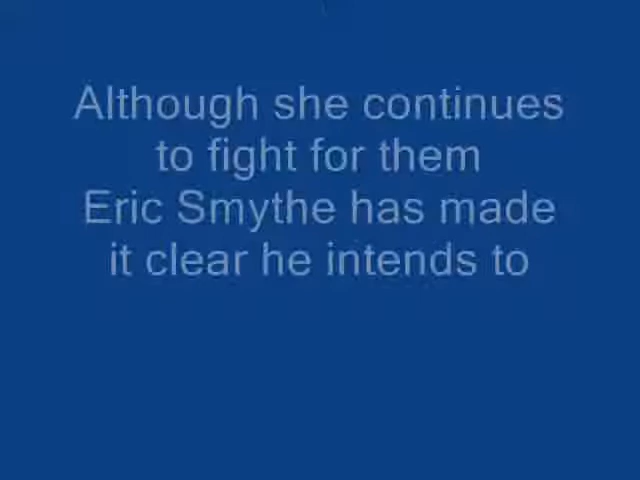 Although she continues
to fight for them
Eric Smythe has made
it clear he intends to